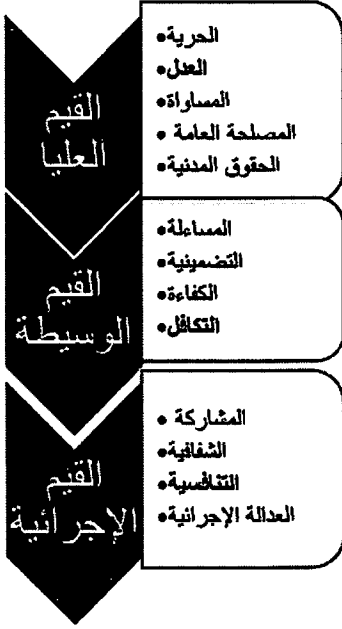 القيم
العليا
الحرية
العدل
المساواة
المصلحة العامة
الحقوق المدنية
القيم
الوسيطة
المساءلة
التضمينية
الكفاءة
التكافل
القيم
الإجرائية
المشاركة
الشفافية
التنافسية
العدالة الإجرائية